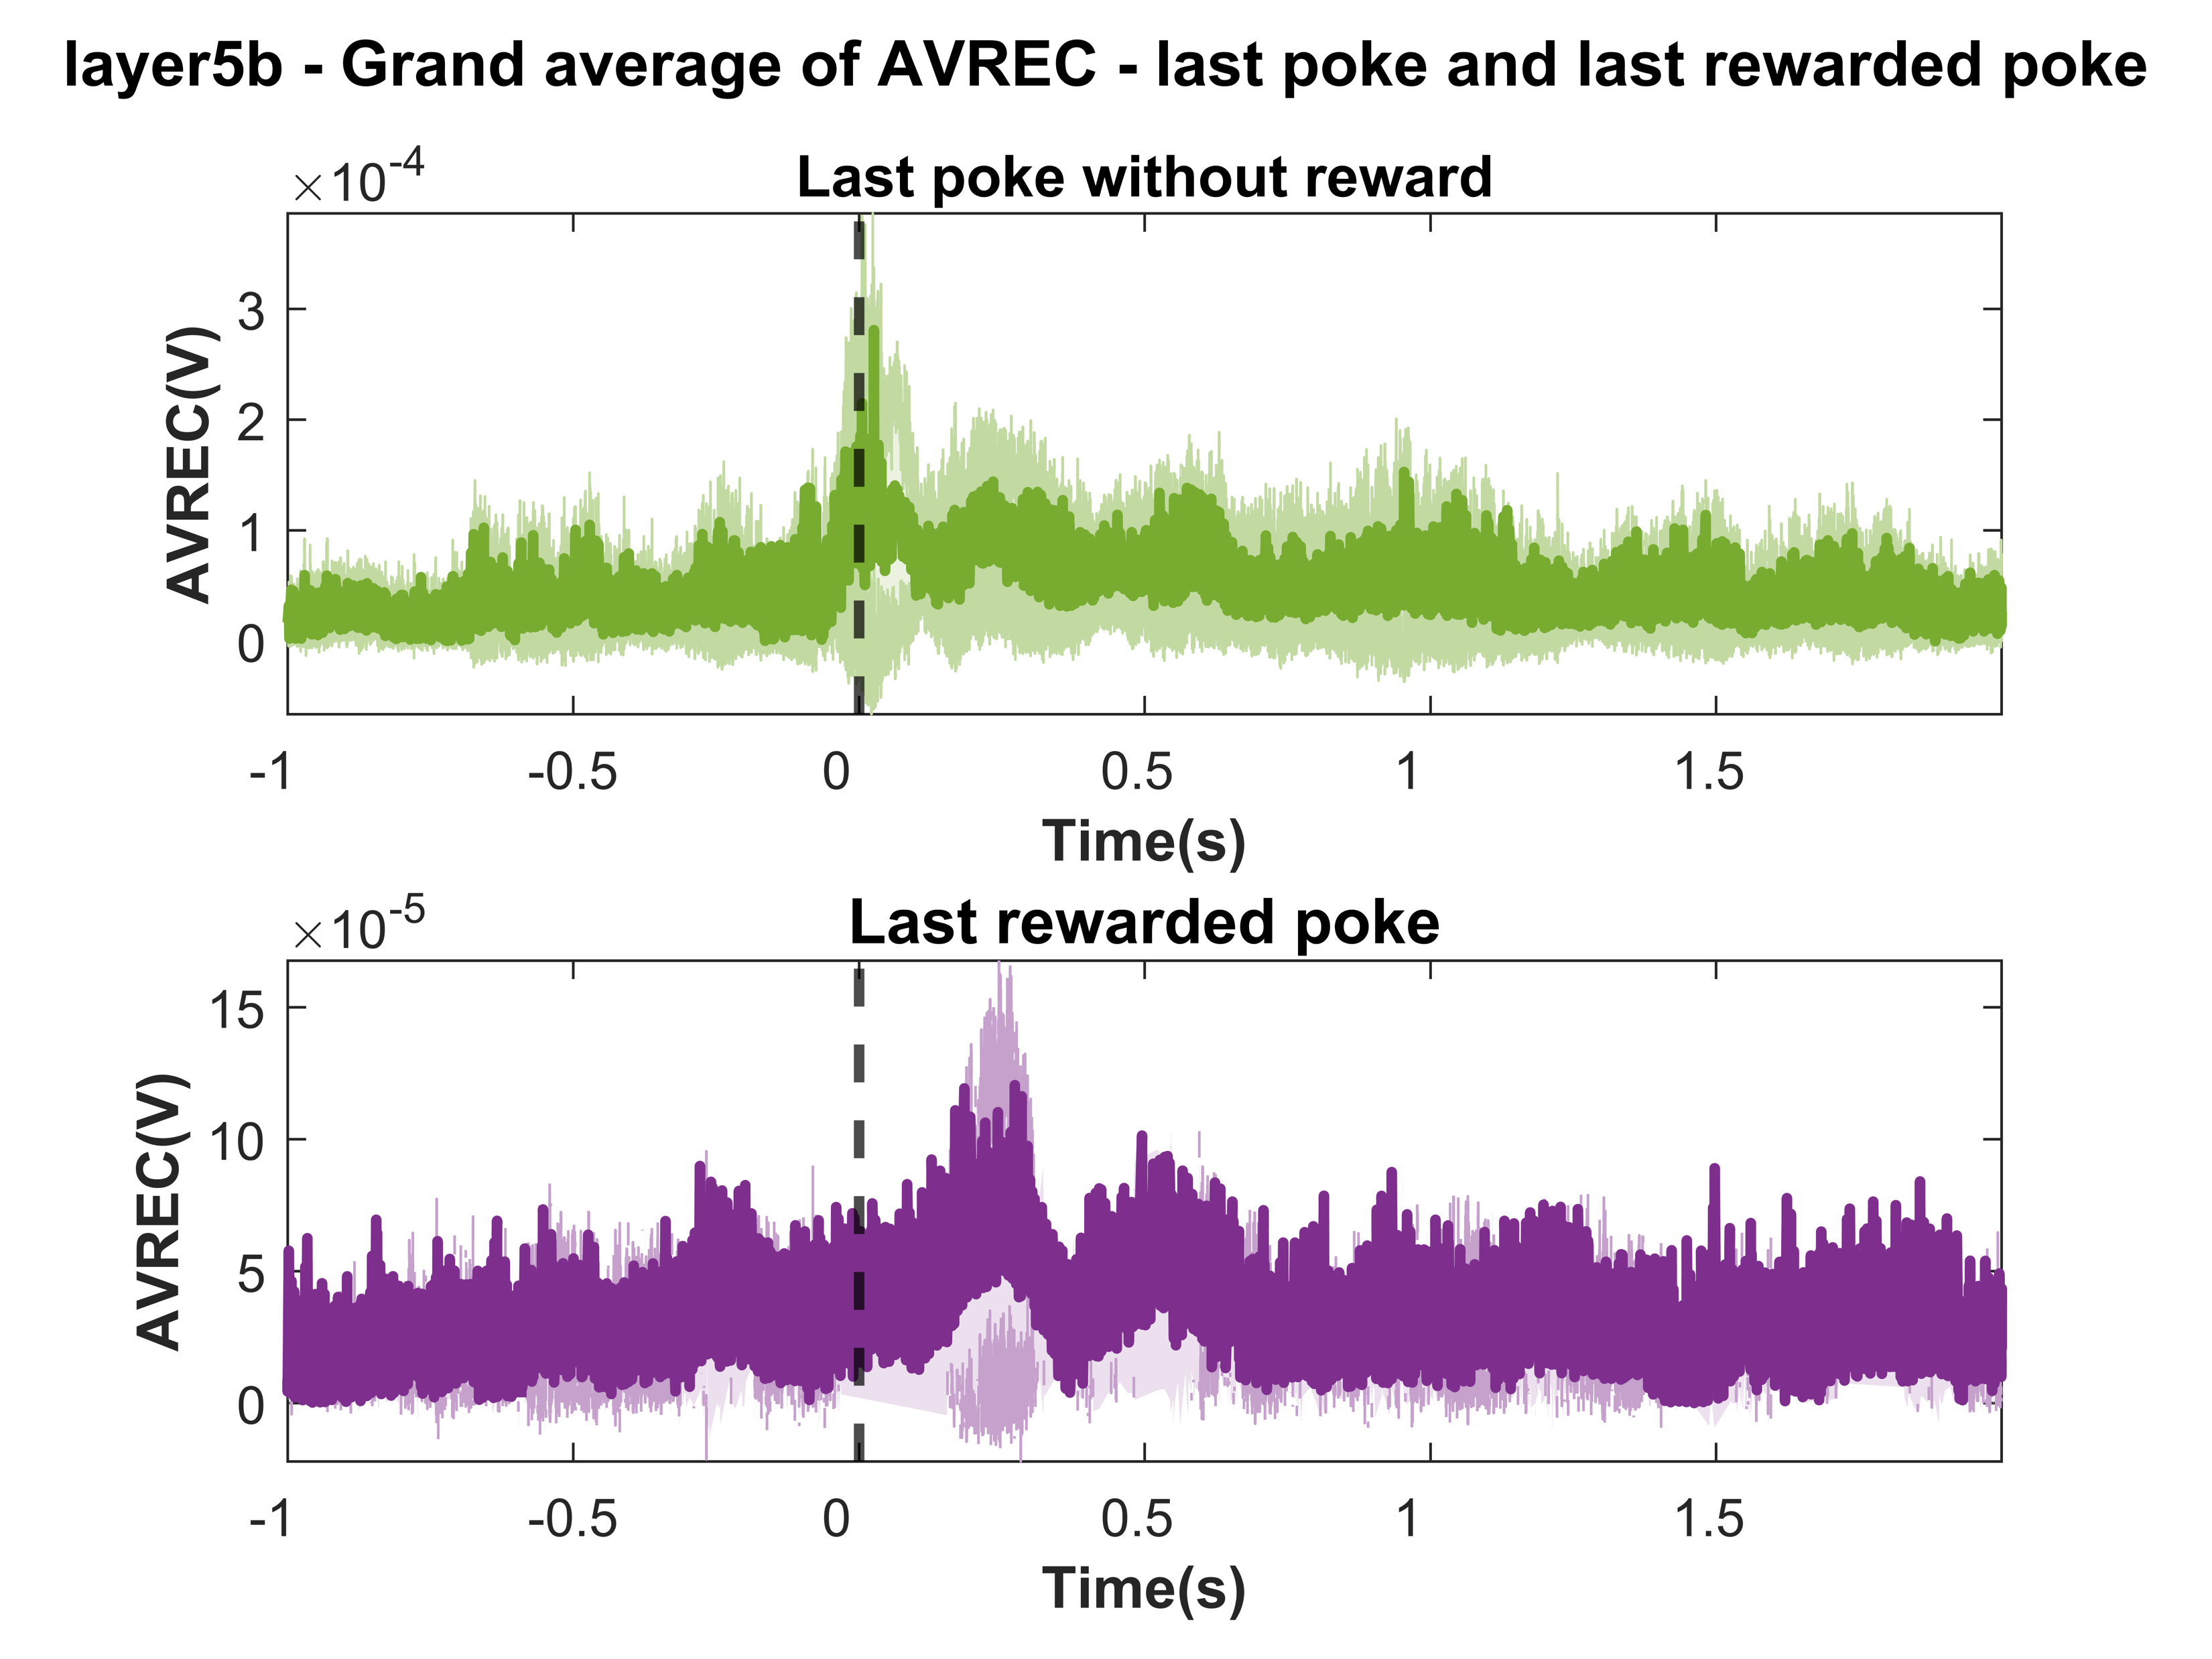 layer5b - Grand average of AVREC - last poke and last rewarded poke
×10-4
Last poke without reward
3
2
1
0
AVREC(V)
-1 -0.5 0 0.5 1 1.5
Time(s)
×10-5
Last rewarded poke
15
10
5
0
AVREC(V)
-1 -0.5 0 0.5 1 1.5
Time(s)